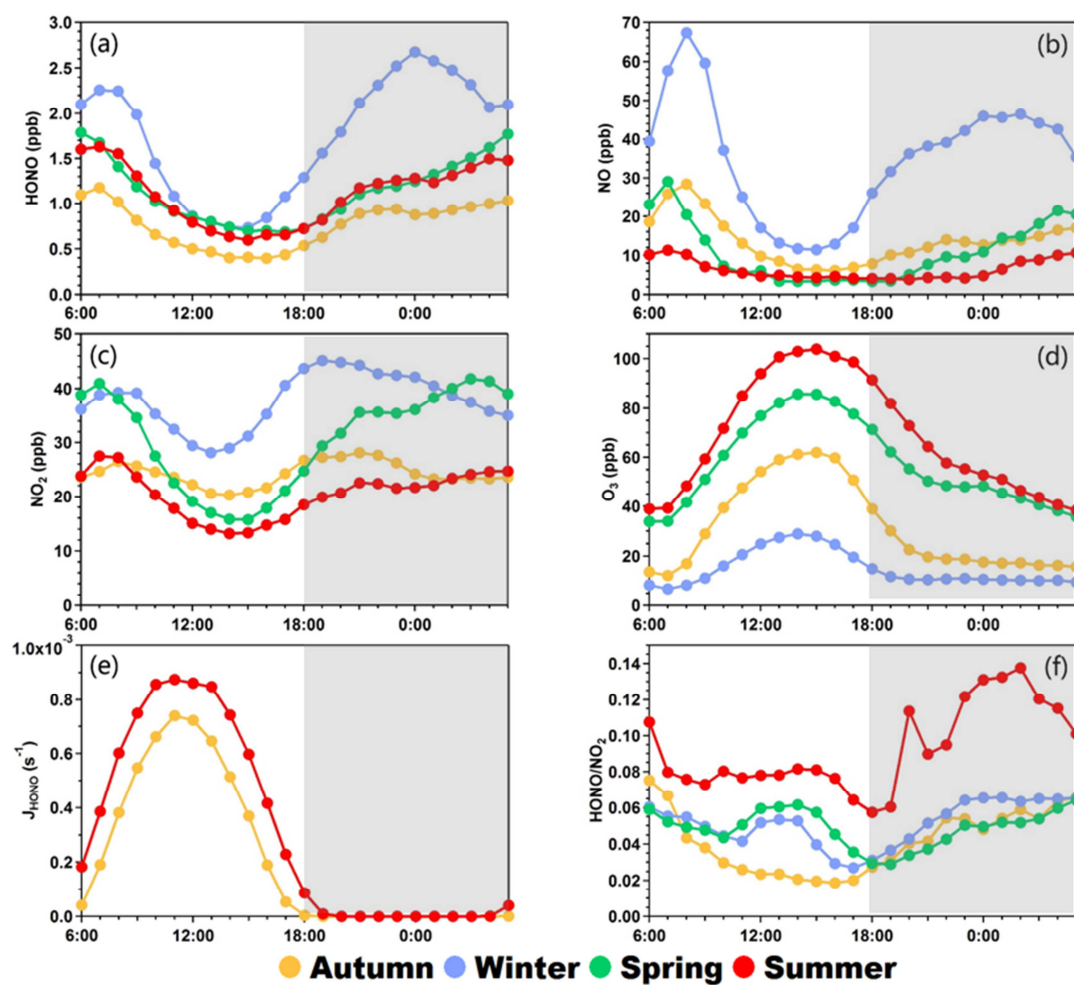 (a)
HONO (ppb)
3.0
2.5
2.0
1.5
1.0
0.5
0.0
6:00 12:00 18:00 0:00
(b)
NO (ppb)
70
60
50
40
30
20
10
0
6:00 12:00 18:00 0:00
(c)
NO2 (ppb)
50
40
30
20
10
0
6:00 12:00 18:00 0:00
(d)
O3 (ppb)
100
80
60
40
20
0
6:00 12:00 18:00 0:00
(e)
JHONO (s-1)
1.0x10-3
0.8
0.6
0.4
0.2
0.0
6:00 12:00 18:00 0:00
(f)
HONO/NO2
0.14
0.12
0.10
0.08
0.06
0.04
0.02
0.00
6:00 12:00 18:00 0:00
Autumn Winter Spring Summer